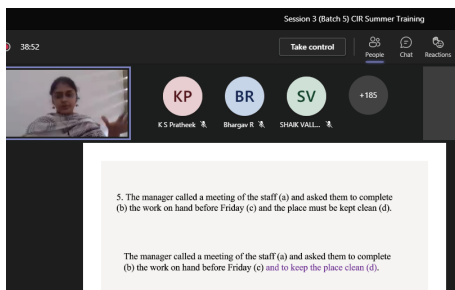 Session 3 (Batch 5) CIR Summer Training
38:52
Take control
People
Chat
Reactions
KP
BR
SV
+185
K S Pratheek
Bhargav R
SHAIK VALL...
5. The manager called a meeting of the staff (a) and asked them to complete
(b) the work on hand before Friday (c) and the place must be kept clean (d).
The manager called a meeting of the staff (a) and asked them to complete
(b) the work on hand before Friday (c) and to keep the place clean (d).